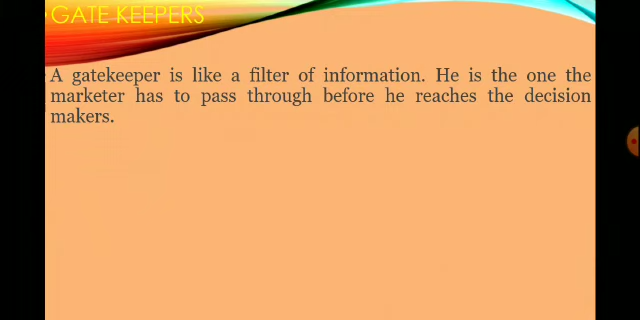 GATE KEEPERS
A gatekeeper is like a filter of information. He is the one the
marketer has to pass through before he reaches the decision
makers.